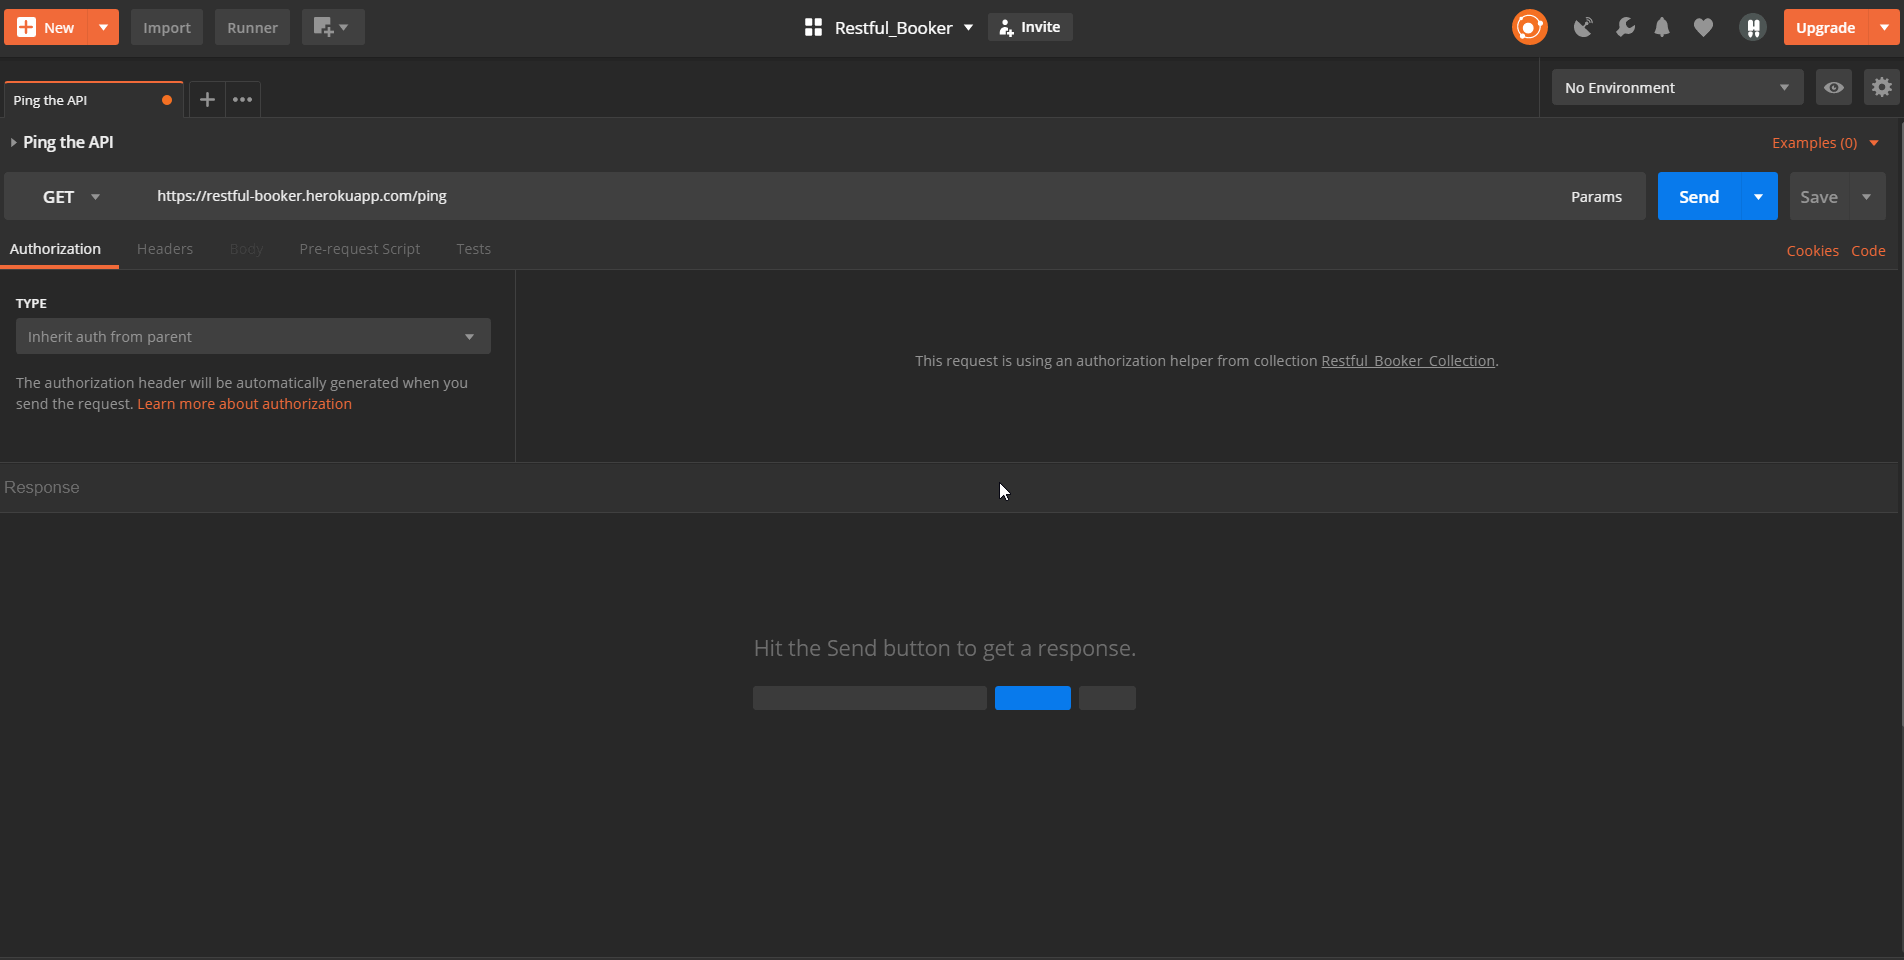 New
Import
Runner
Restful_Booker
Invite
Upgrade
Ping the API
No Environment
Ping the API
Examples (0)
GET
https://restful-booker.herokuapp.com/ping
Params
Send
Save
Authorization
Headers
Body
Pre-request Script
Tests
Cookies
Code
TYPE
Inherit auth from parent
The authorization header will be automatically generated when you
send the request. Learn more about authorization
This request is using an authorization helper from collection Restful_Booker_Collection.
Response
Hit the Send button to get a response.